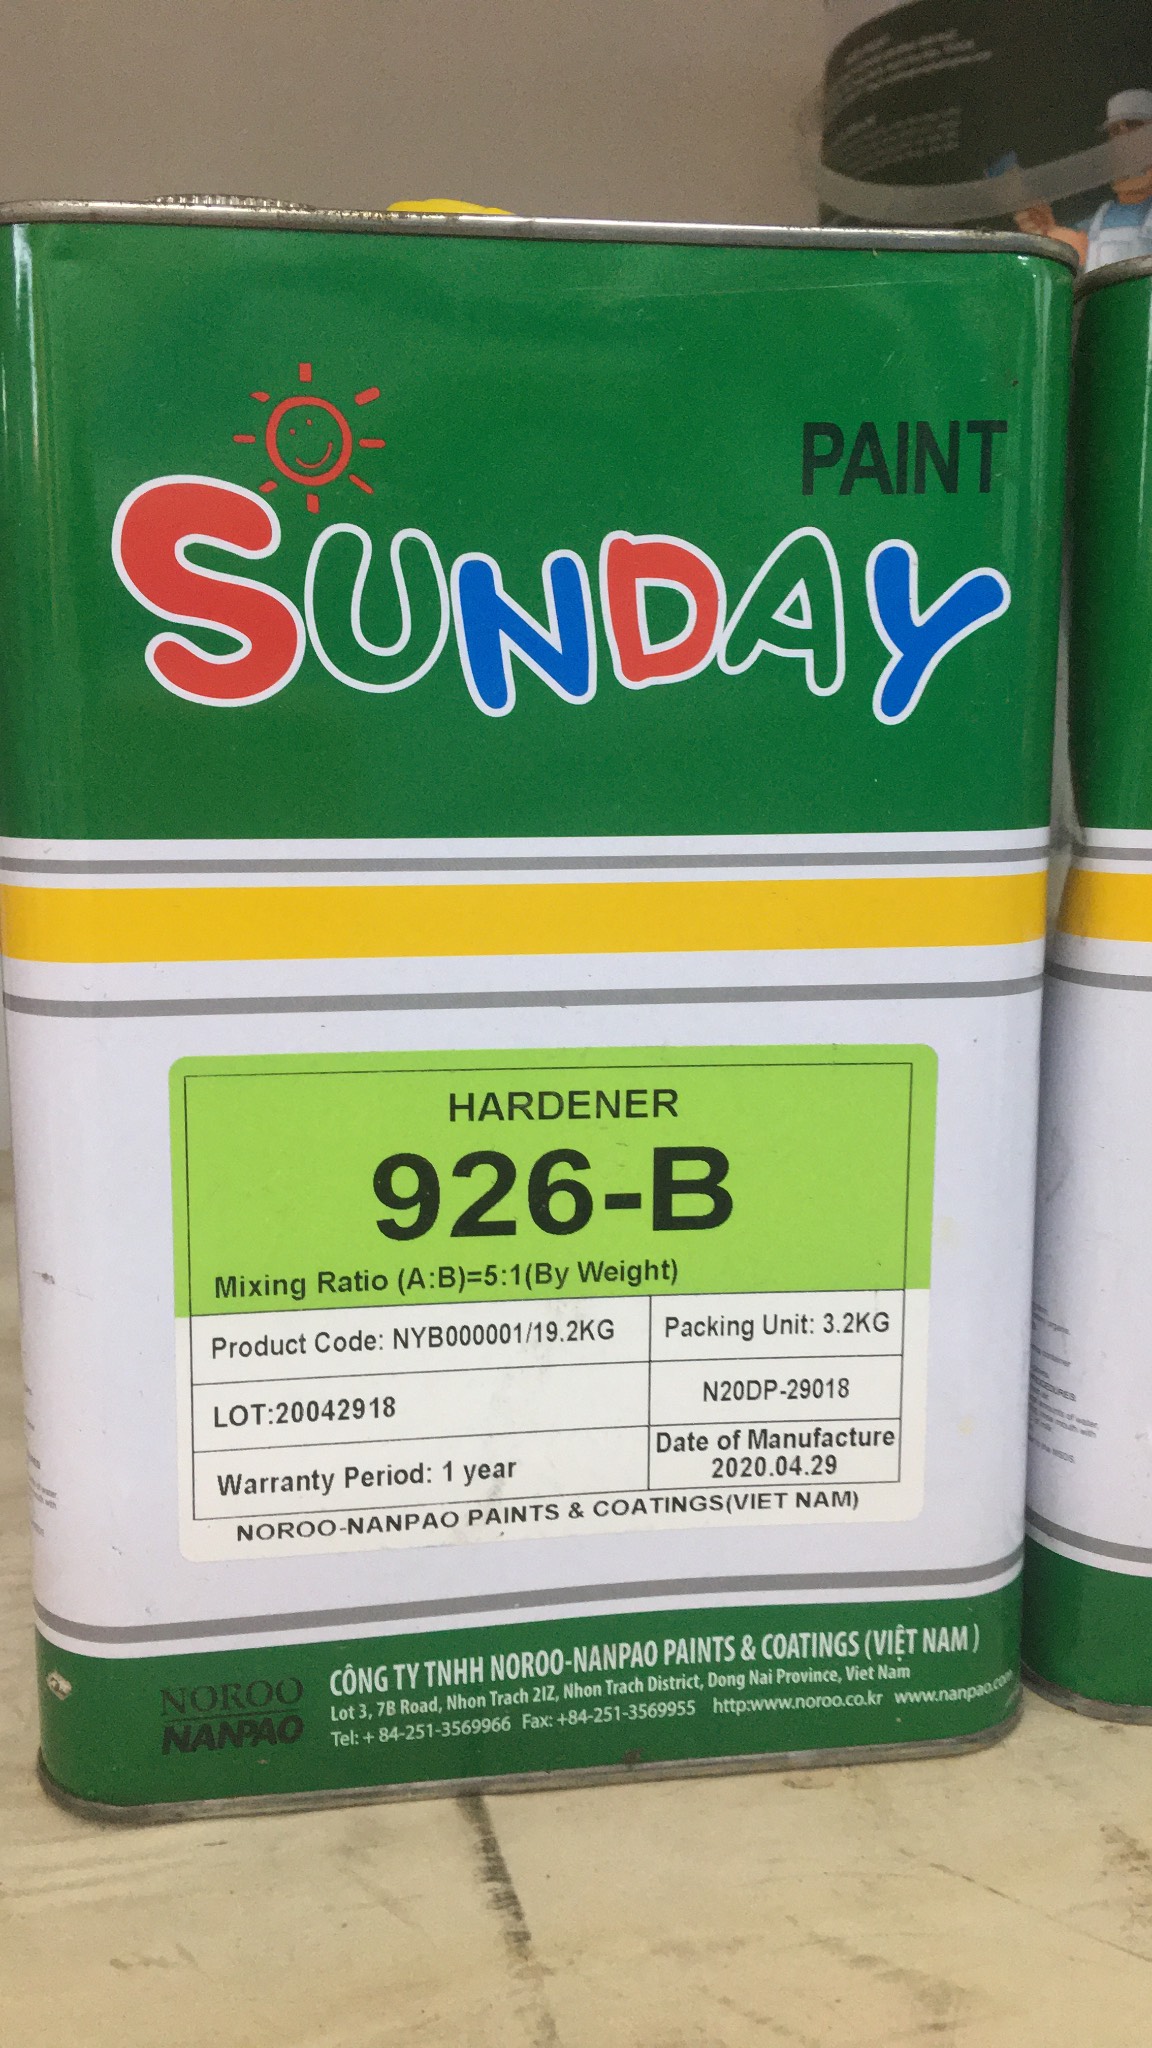 PAINT
SUNDAY
HARDENER
926-B
Mixing Ratio (A:B)=5:1(By Weight)
Product Code: NYB000001/19.2KG
Packing Unit: 3.2KG
LOT:20042918
N20DP-29018
Warranty Period: 1 year
Date of Manufacture
2020.04.29
NOROO-NANPAO PAINTS & COATINGS(VIET NAM)
NOROO
NANPAO
CÔNG TY TNHH NOROO-NANPAO PAINTS & COATINGS (VIỆT NAM )
Lot 3, 7B Road, Nhon Trach 2IZ, Nhon Trach District, Dong Nai Province, Viet Nam
Tel: + 84-251-3569966 Fax: +84-251-3569955 http:www.noroo.co.kr www.nanpao.com